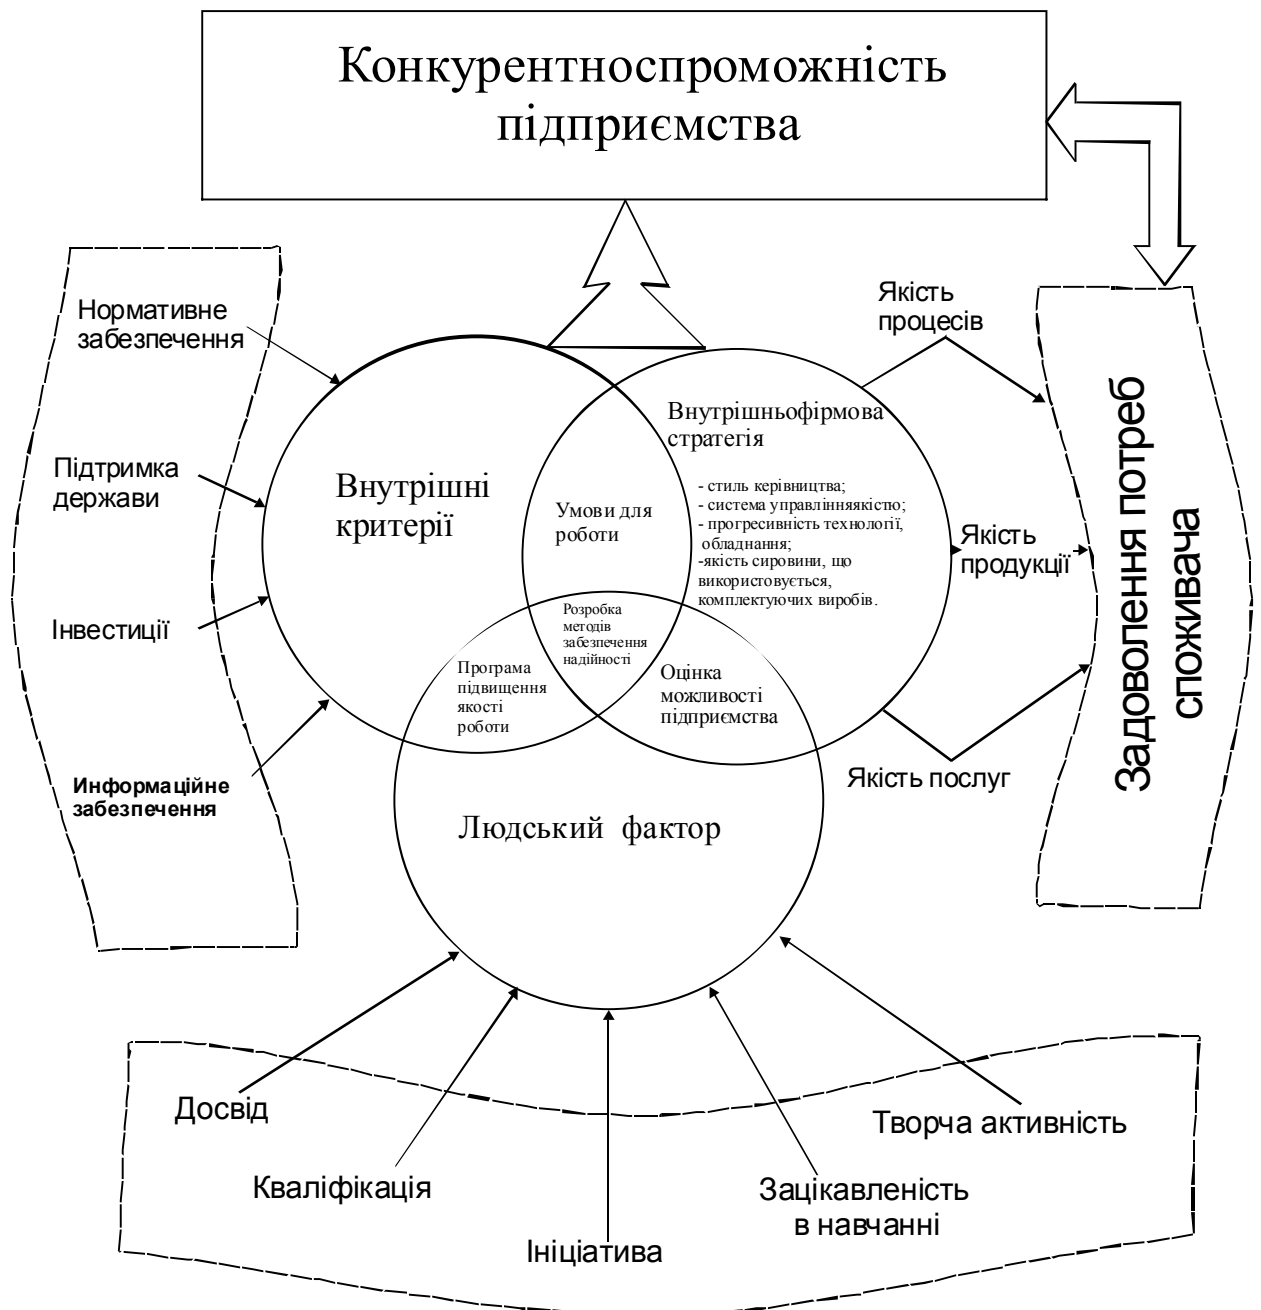 Конкурентноспроможність
підприємства
Нормативне
забезпечення
Підтримка
держави
Інвестиції
Информаційне
забезпечення
Внутрішні
критерії
Умови для
роботи
Внутрішньофірмова
стратегія
- стиль керівництва;
- система управлінняякістю;
- прогресивність технології,
обладнання;
-якість сировини, що
використовується,
комплектуючих виробів.
Розробка
методів
забезпечення
надійності
Програма
підвищення
якості
роботи
Оцінка
можливості
підприємства
Людський фактор
Якість
процесів
Якість
продукції
Якість послуг
Задоволення потреб
споживача
Досвід
Кваліфікація
Ініціатива
Зацікавленість
в навчанні
Творча активність